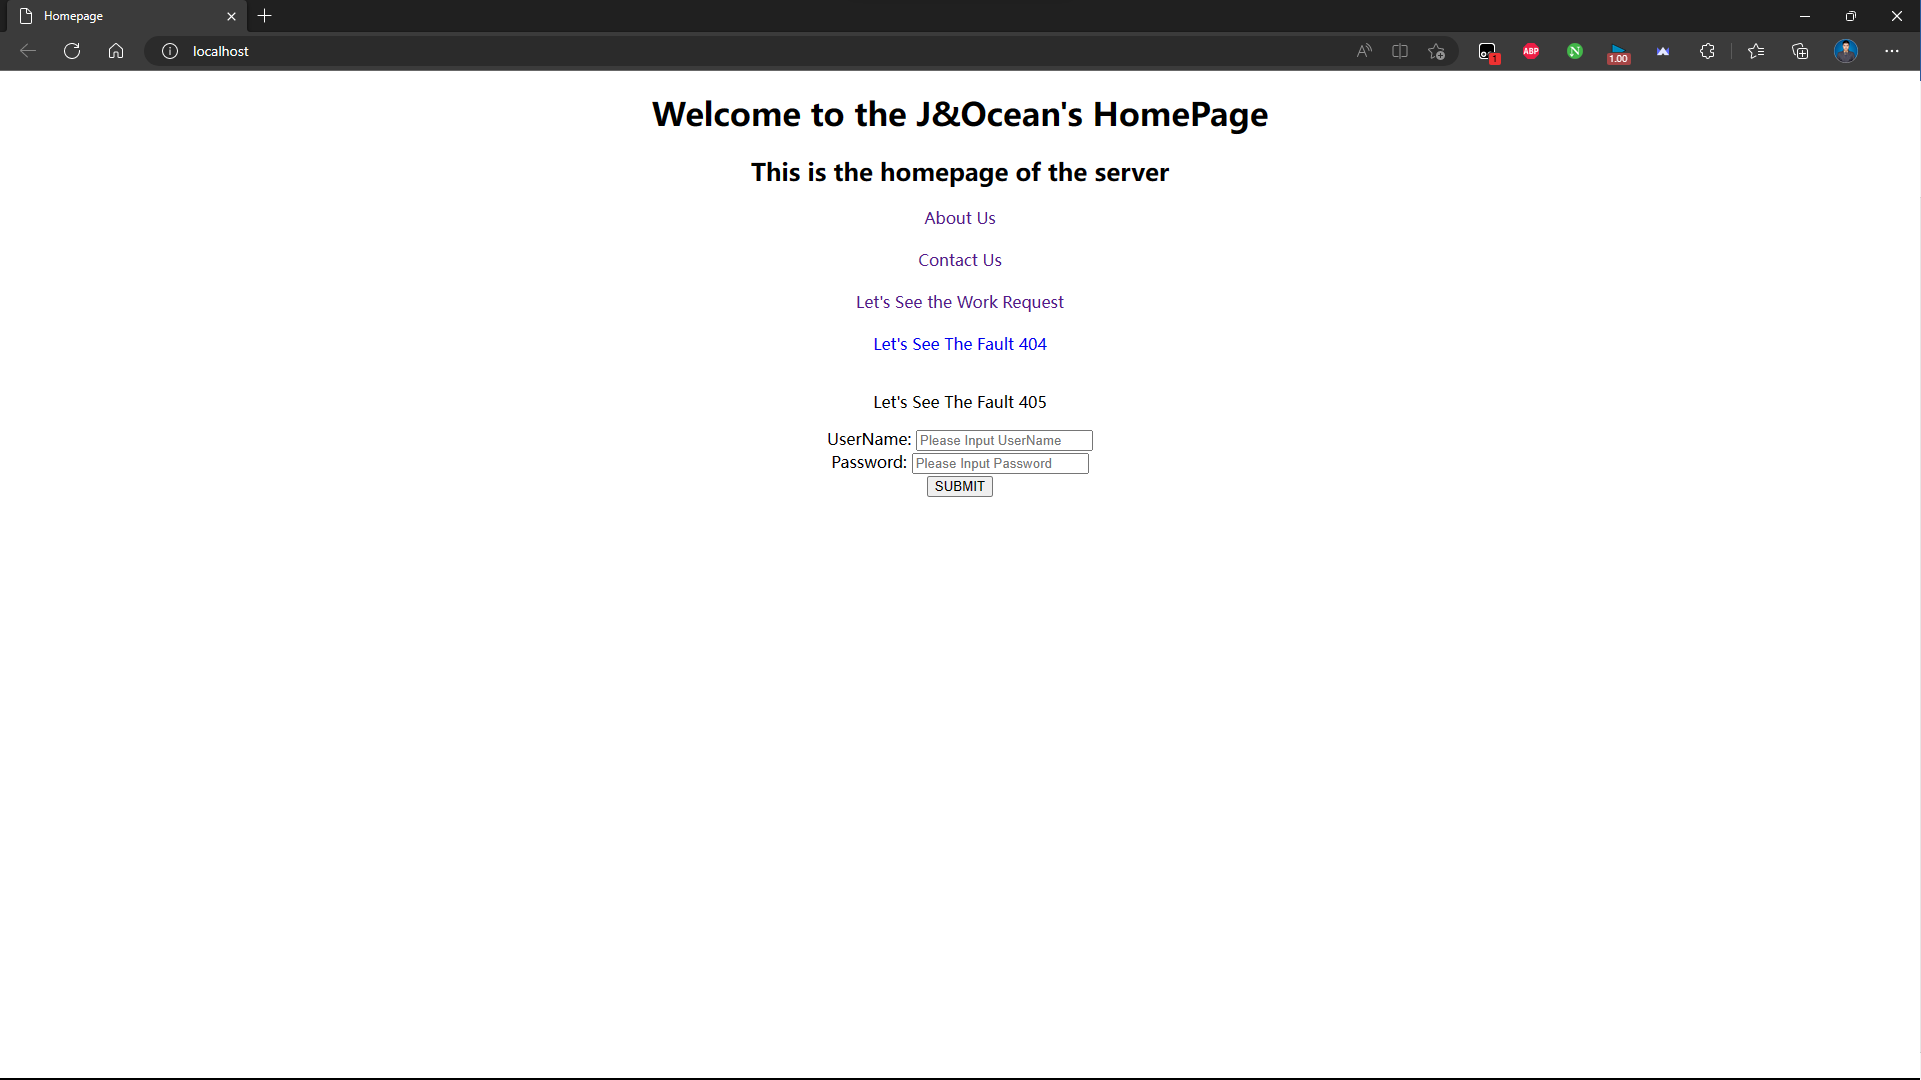 Homepage
localhost
1
ABP
N
1.00
Welcome to the J&Ocean's HomePage
This is the homepage of the server
About Us
Contact Us
Let's See the Work Request
Let's See The Fault 404
Let's See The Fault 405
UserName: Please Input UserName
Password: Please Input Password
SUBMIT